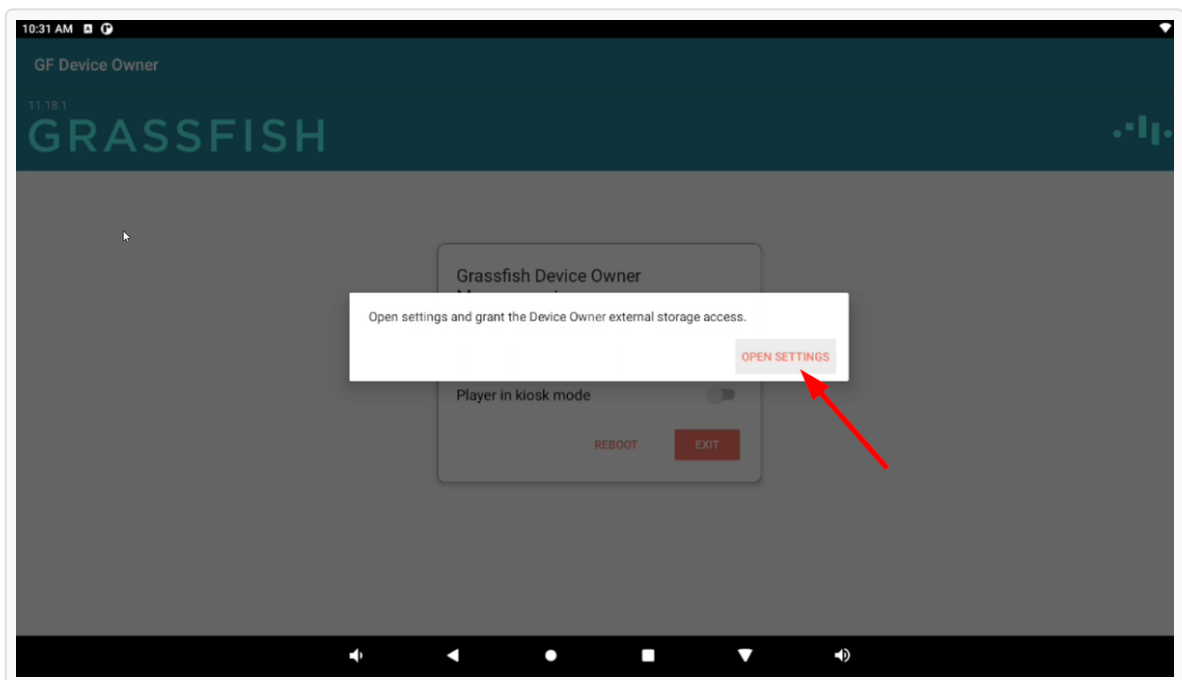 10:31 AM
GF Device Owner
11.18.1
GRASSFISH
Grassfish Device Owner
Open settings and grant the Device Owner external storage access.
OPEN SETTINGS
Player in kiosk mode
REBOOT EXIT